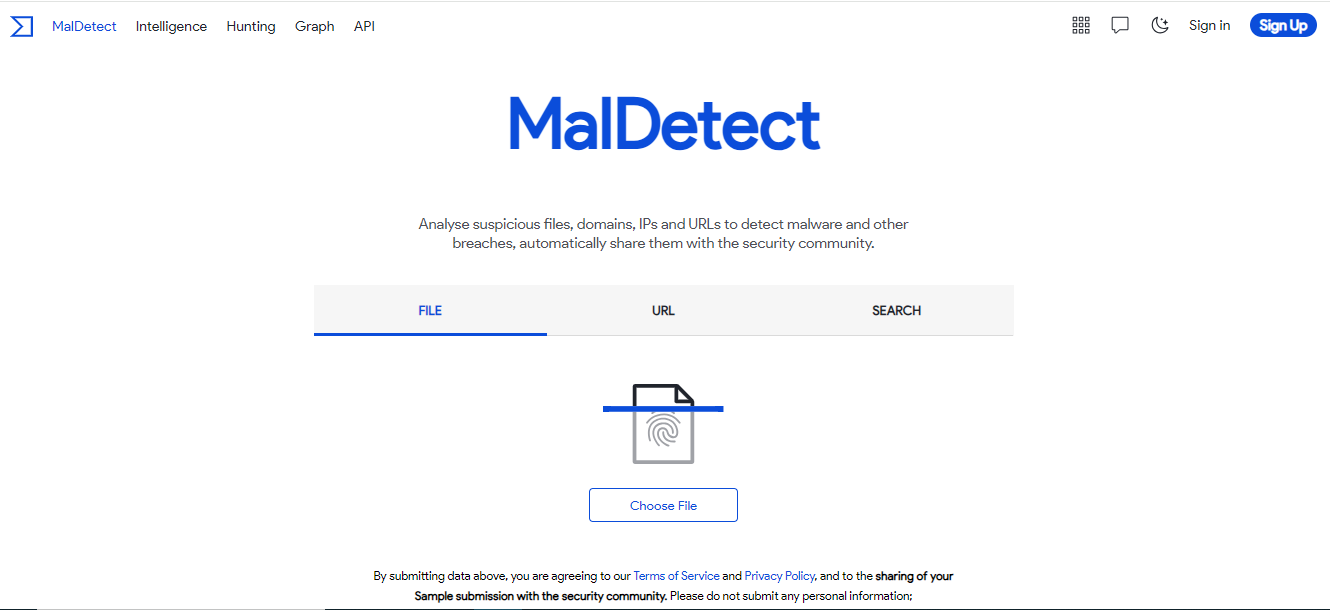 MalDetect Intelligence Hunting Graph API Sign in Sign Up
MalDetect
Analyse suspicious files, domains, IPs and URLs to detect malware and other
breaches, automatically share them with the security community.
FILE URL SEARCH
Choose File
By submitting data above, you are agreeing to our Terms of Service and Privacy Policy, and to the sharing of your
Sample submission with the security community. Please do not submit any personal information;